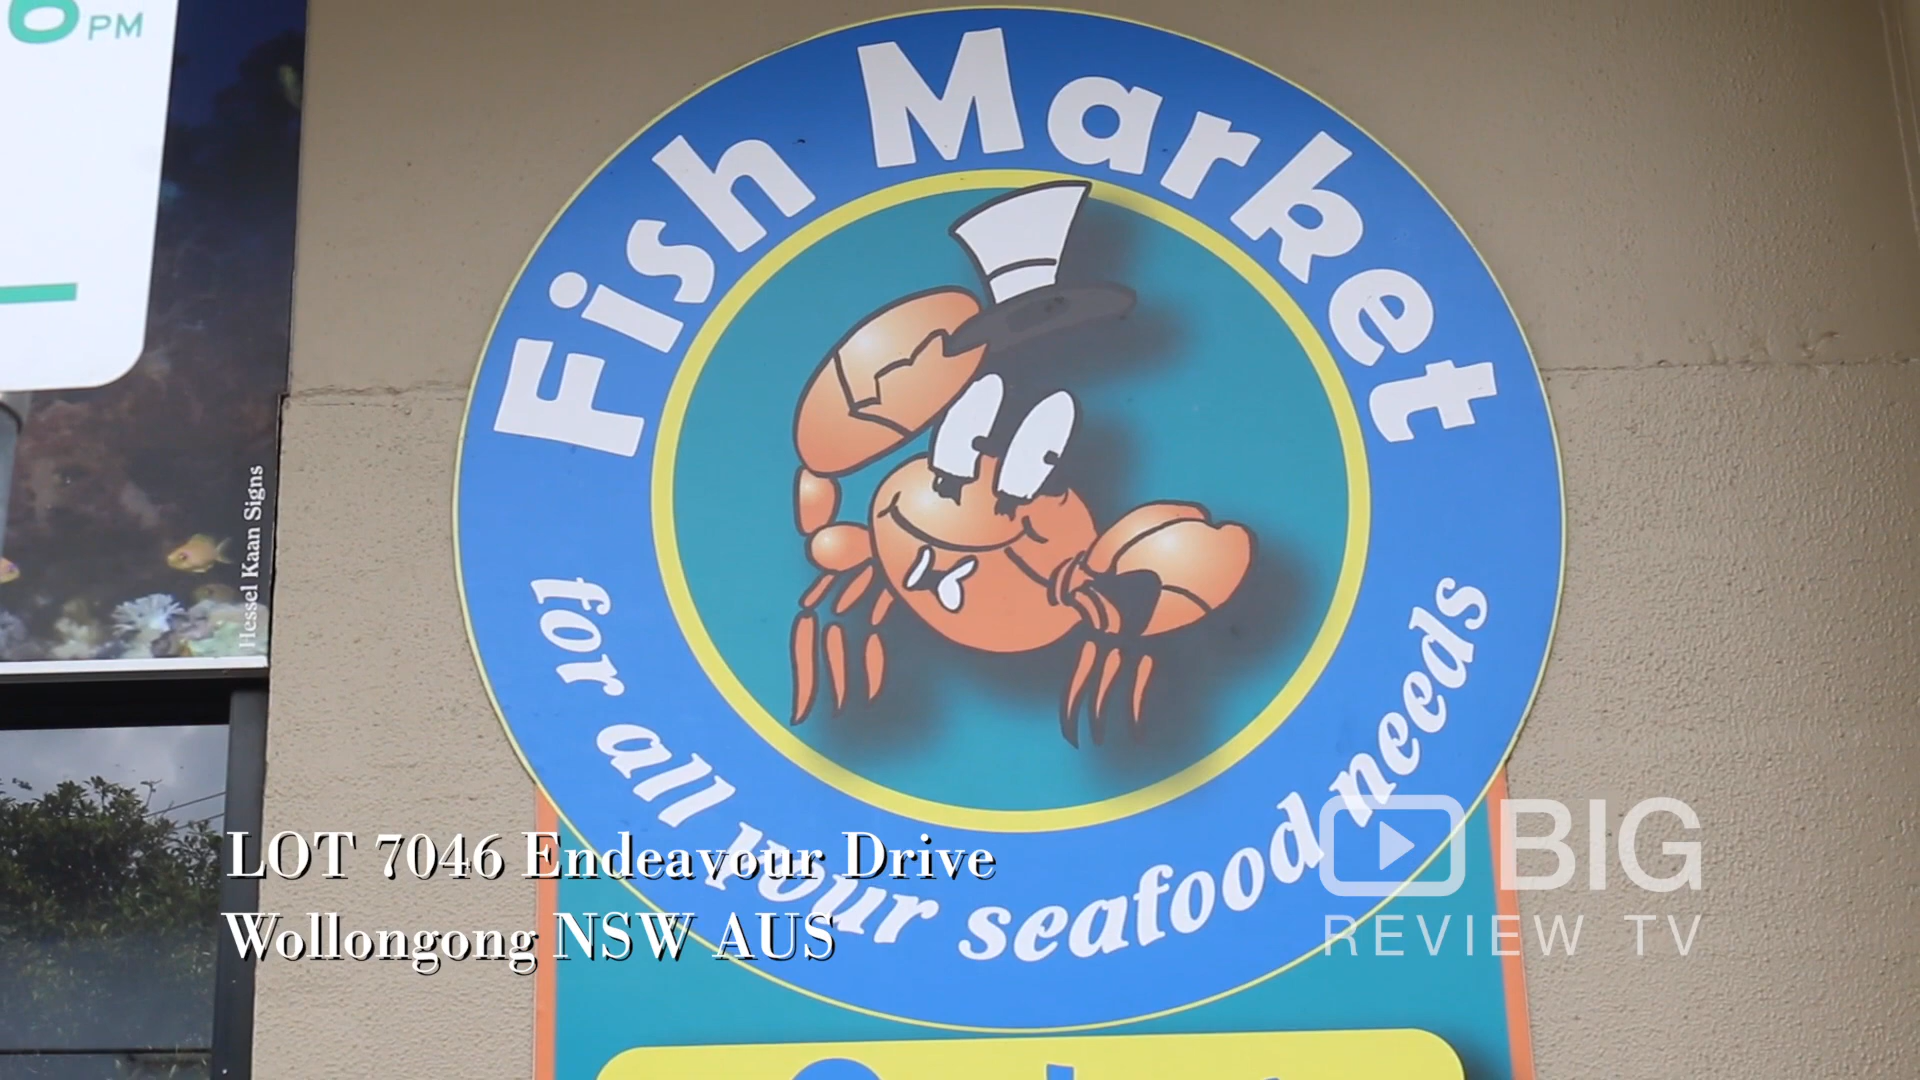 6PM
Fish Market
for all your seafood needs
Hessel Kaan Signs
LOT 7046 Endeavour Drive
Wollongong NSW AUS
BIG
REVIEW TV